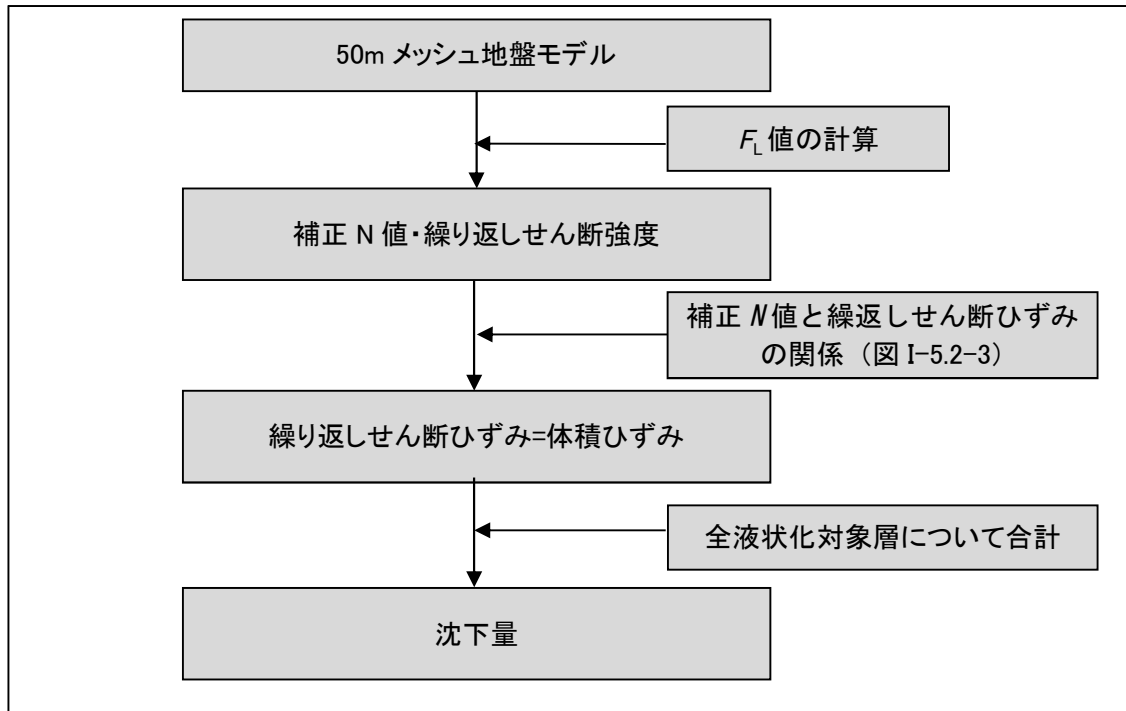 50m メッシュ地盤モデル
F_L 値の計算
補正 N 値・繰り返しせん断強度
補正 N値と繰返しせん断ひずみ
の関係（図 I-5.2-3）
繰り返しせん断ひずみ=体積ひずみ
全液状化対象層について合計
沈下量